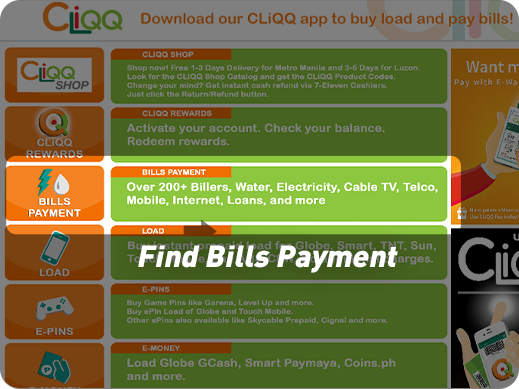 CLiQQ
Download our CLiQQ app to buy load and pay bills!
CLiQQ
SHOP
CLIQQ SHOP
Shop now! Free 1-3 Days Delivery for Metro Manila and 3-5 Days for Luzon.
Look for the CLIQQ Shop Catalog and get the CLIQQ Product Codes.
Change your mind? Get instant cash refund via 7-Eleven Cashiers.
Just click the Return/Refund button.
CLIQQ
REWARDS
CLIQQ REWARDS
Activate your account. Check your balance.
Redeem rewards.
BILLS
PAYMENT
BILLS PAYMENT
Over 200+ Billers, Water, Electricity, Cable TV, Telco,
Mobile, Internet, Loans, and more
LOAD
LOAD
Buy instant prepaid load for Globe, Smart, TNT, Sun,
Find Bills Payment
E-PINS
E-PINS
Buy Game Pins like Garena, Level Up and more.
Buy ePin Load of Globe and Touch Mobile.
Other ePins also available like Skycable Prepaid, Cignal and more.
E-MONEY
E-MONEY
Load Globe GCash, Smart Paymaya, Coins.ph
and more.
Want m
Pay with E-Wa